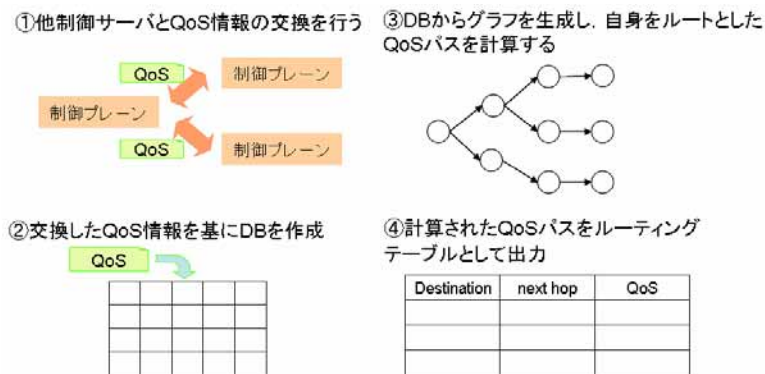 ①他制御サーバとQoS情報の交換を行う
QoS
制御プレーン
制御プレーン
QoS
制御プレーン
②交換したQoS情報を基にDBを作成
QoS
③DBからグラフを生成し，自身をルートとした
QoSパスを計算する
④計算されたQoSパスをルーティング
テーブルとして出力
Destination
next hop
QoS